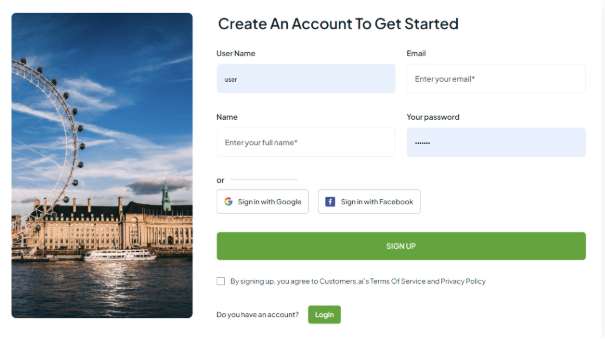 Create An Account To Get Started
User Name
Email
user
Enter your email*
Name
Your password
Enter your full name*
•••••••
or
Sign in with Google
Sign in with Facebook
SIGN UP
By signing up, you agree to Customers.ai's Terms Of Service and Privacy Policy
Do you have an account?
Login